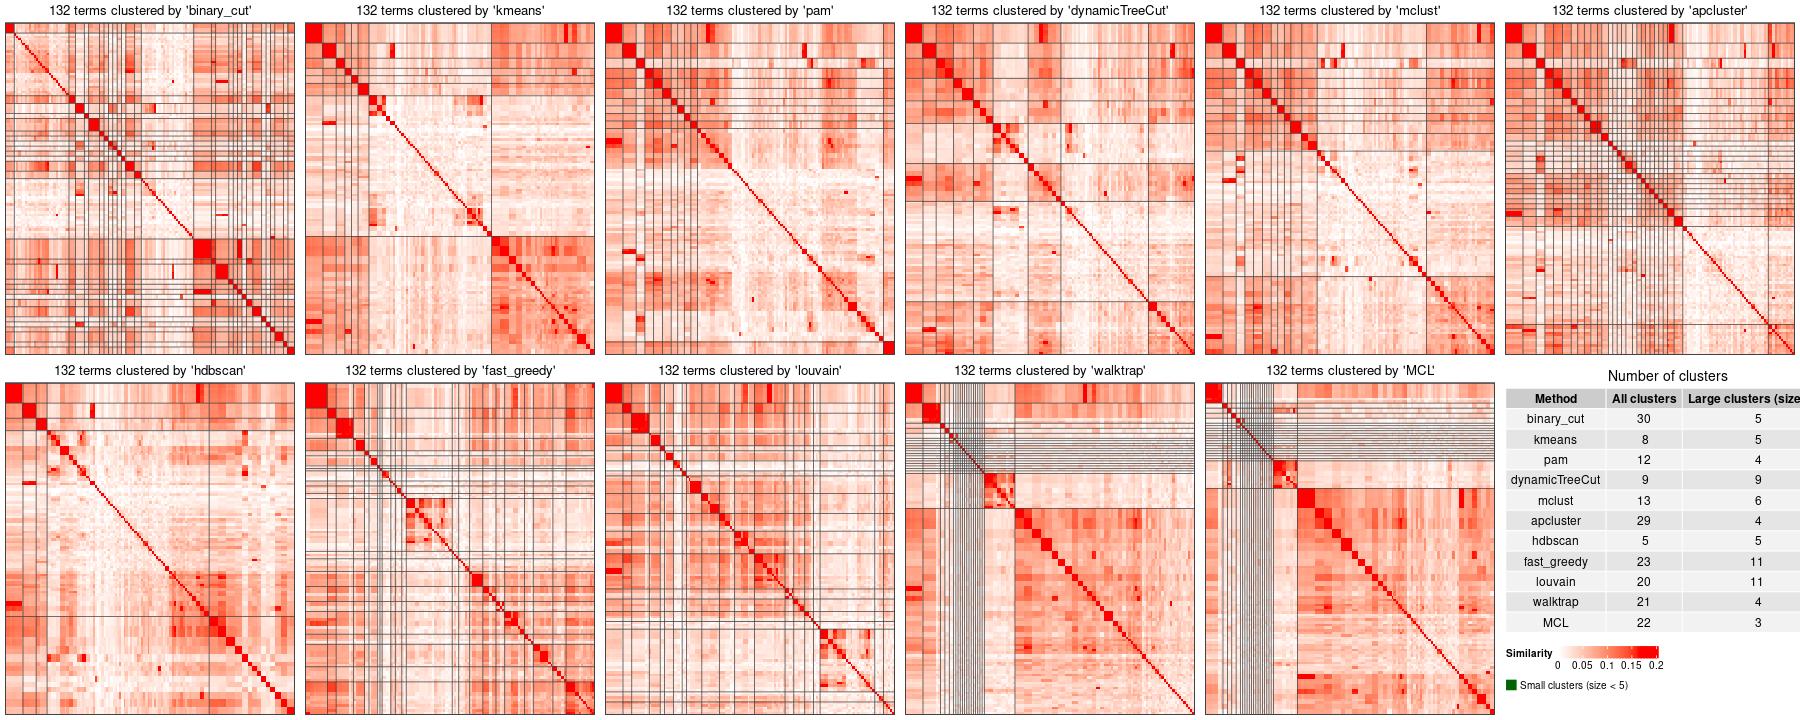 132 terms clustered by 'binary_cut'
132 terms clustered by 'kmeans'
132 terms clustered by 'pam'
132 terms clustered by 'dynamicTreeCut'
132 terms clustered by 'mclust'
132 terms clustered by 'apcluster'
132 terms clustered by 'hdbscan'
132 terms clustered by 'fast_greedy'
132 terms clustered by 'louvain'
132 terms clustered by 'walktrap'
132 terms clustered by 'MCL'
Number of clusters
Method All clusters Large clusters (size
binary_cut 30 5
kmeans 8 5
pam 12 4
dynamicTreeCut 9 9
mclust 13 6
apcluster 29 4
hdbscan 5 5
fast_greedy 23 11
louvain 20 11
walktrap 21 4
MCL 22 3
Similarity
0 0.05 0.1 0.15 0.2
Small clusters (size < 5)